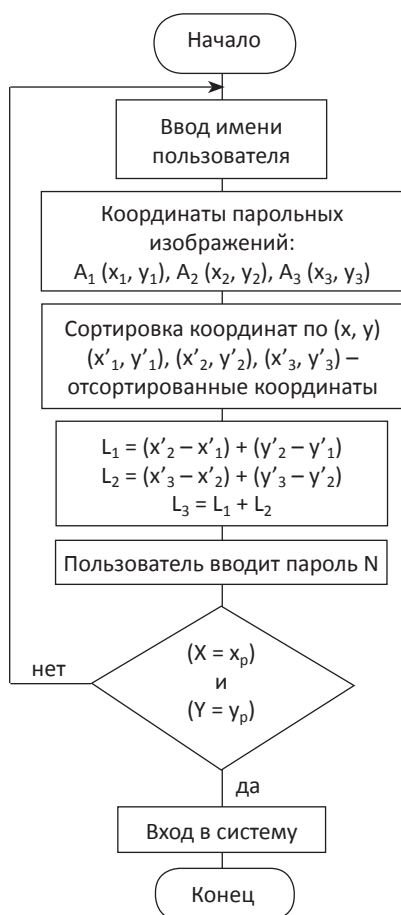 Начало
Ввод имени
пользователя
Координаты парольных
изображений:
A₁ (x₁, y₁), A₂ (x₂, y₂), A₃ (x₃, y₃)
Сортировка координат по (x, y)
(x’₁, y’₁), (x’₂, y’₂), (x’₃, y’₃) –
отсортированные координаты
L₁ = (x’₂ – x’₁) + (y’₂ – y’₁)
L₂ = (x’₃ – x’₂) + (y’₃ – y’₂)
L₃ = L₁ + L₂
Пользователь вводит пароль N
(X = xₚ)
и
(Y = yₚ)
нет
да
Вход в систему
Конец